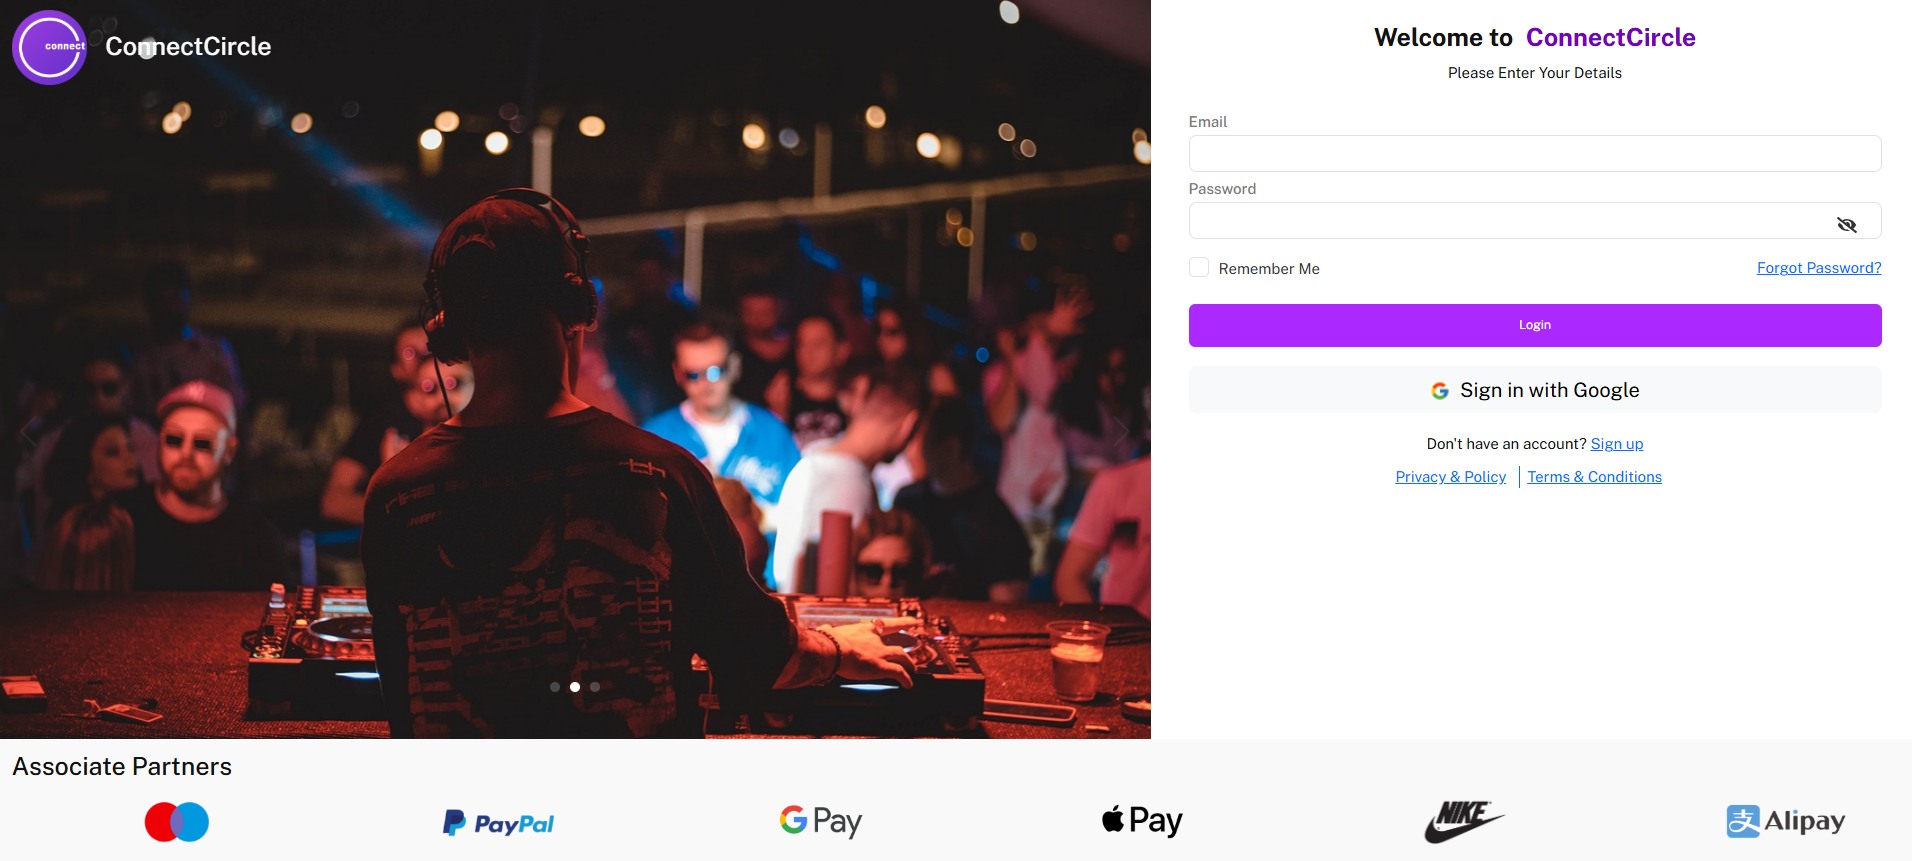 connect
ConnectCircle
Welcome to ConnectCircle
Please Enter Your Details
Email
Password
Remember Me
Forgot Password?
Login
Sign in with Google
Don't have an account? Sign up
Privacy & Policy
Terms & Conditions
Associate Partners
PayPal
G Pay
Pay
NIKE
支 Alipay